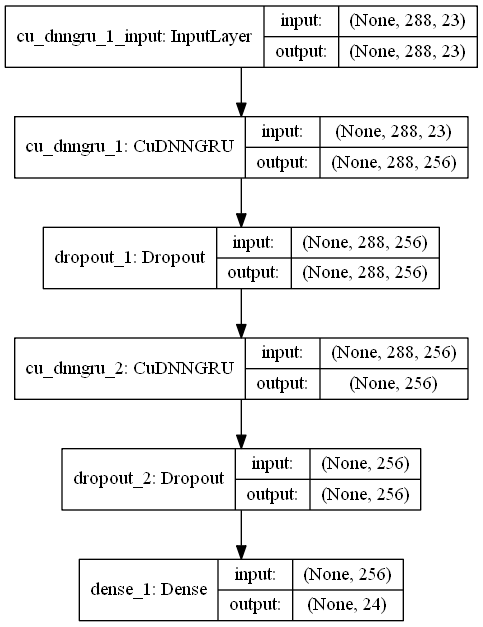 cu_dnngru_1_input: InputLayer
input: (None, 288, 23)
output: (None, 288, 23)
cu_dnngru_1: CuDNNGRU
input: (None, 288, 23)
output: (None, 288, 256)
dropout_1: Dropout
input: (None, 288, 256)
output: (None, 288, 256)
cu_dnngru_2: CuDNNGRU
input: (None, 288, 256)
output: (None, 256)
dropout_2: Dropout
input: (None, 256)
output: (None, 256)
dense_1: Dense
input: (None, 256)
output: (None, 24)